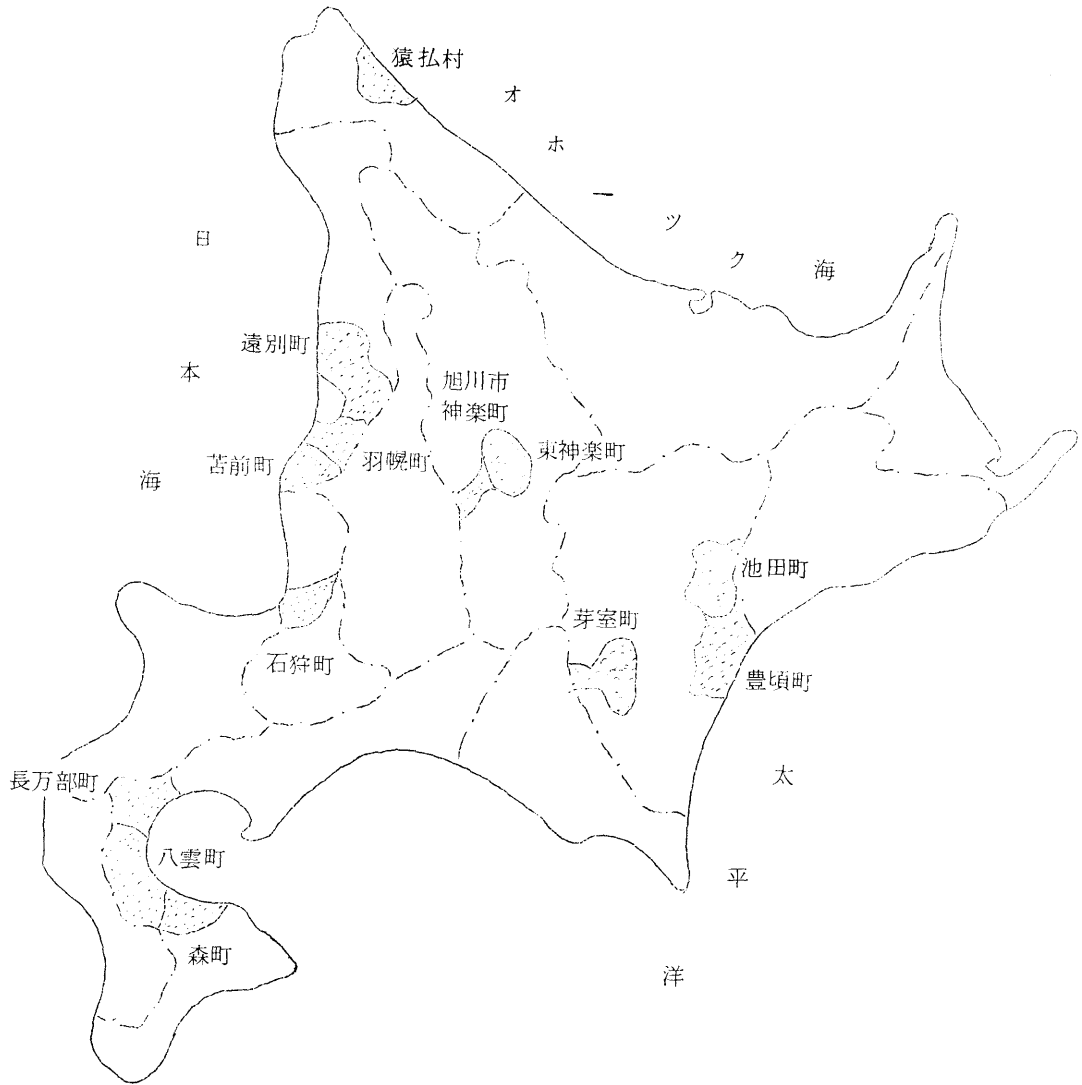 猿払村
オホーツク海
日本海
遠別町
旭川市
神楽町
東神楽町
苫前町
羽幌町
池田町
芽室町
石狩町
豊頃町
長万部町
太平洋
八雲町
森町